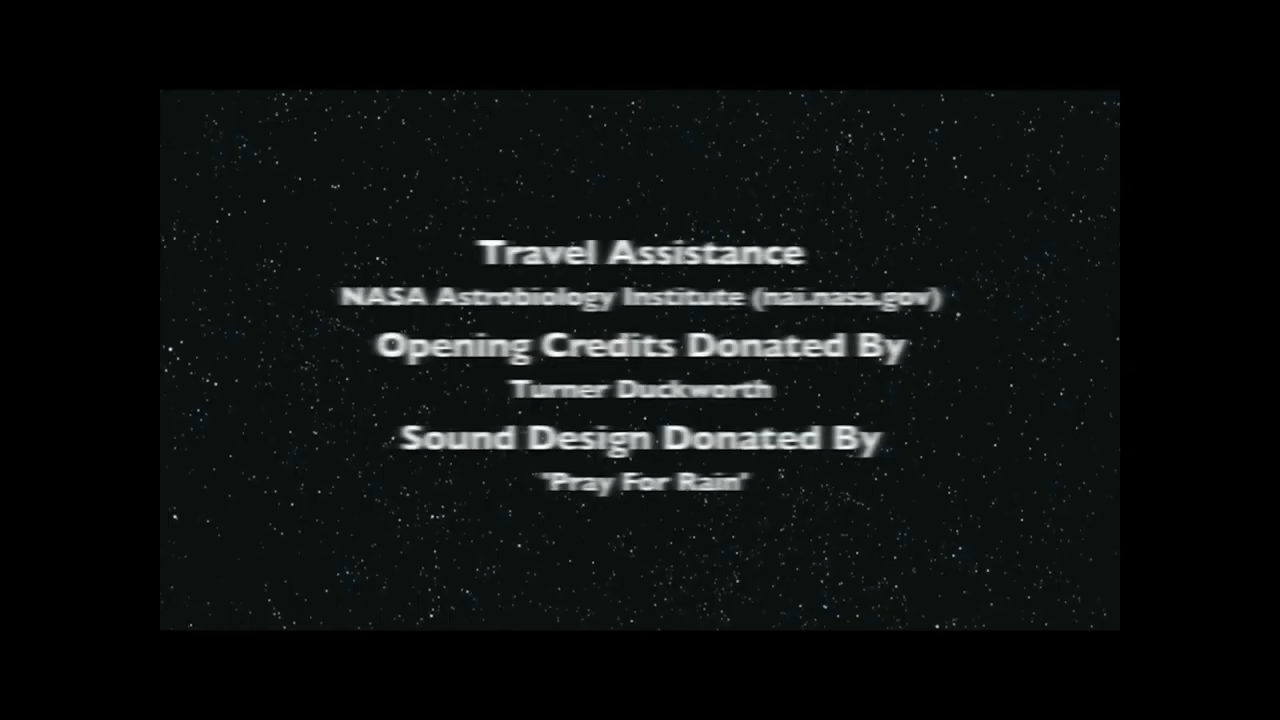 Travel Assistance
NASA Astrobiology Institute (nai.nasa.gov)
Opening Credits Donated By
Turner Duckworth
Sound Design Donated By
"Pray For Rain"